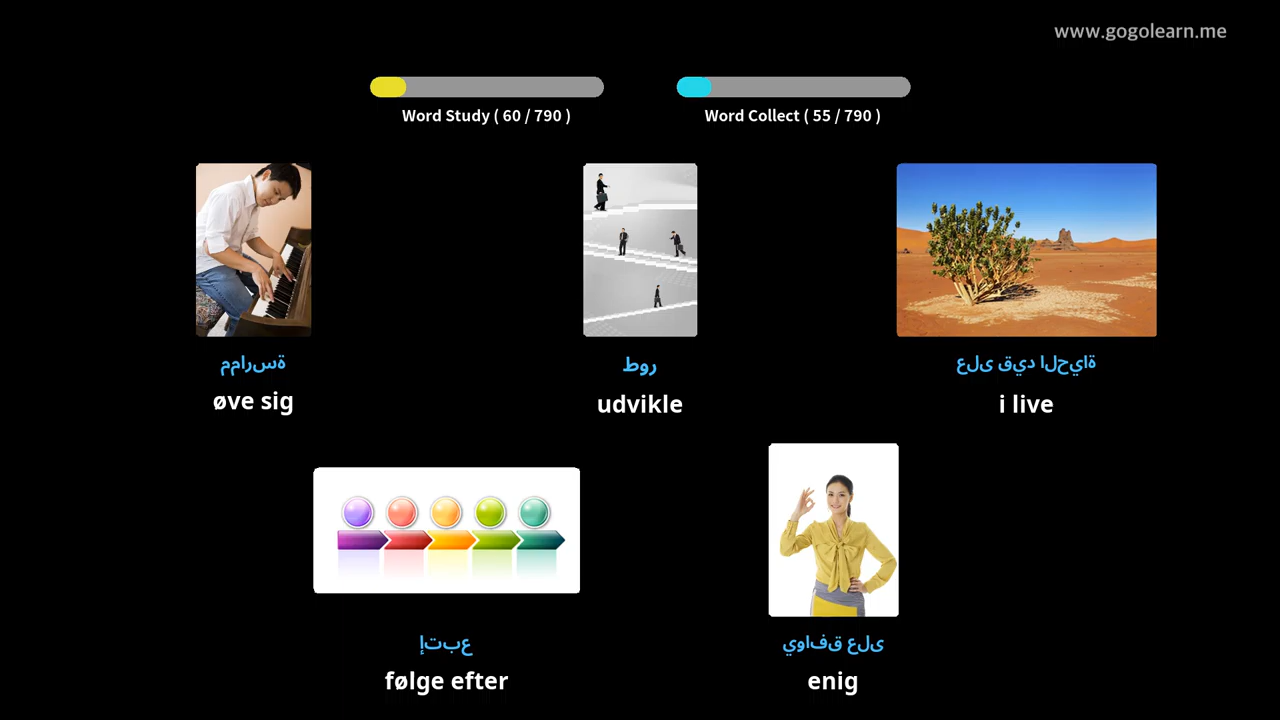 www.gogolearn.me
Word Study ( 60 / 790 )
Word Collect ( 55 / 790 )
ممارسة
طور
على قيد الحياة
øve sig
udvikle
i live
إتبع
يوافق على
følge efter
enig